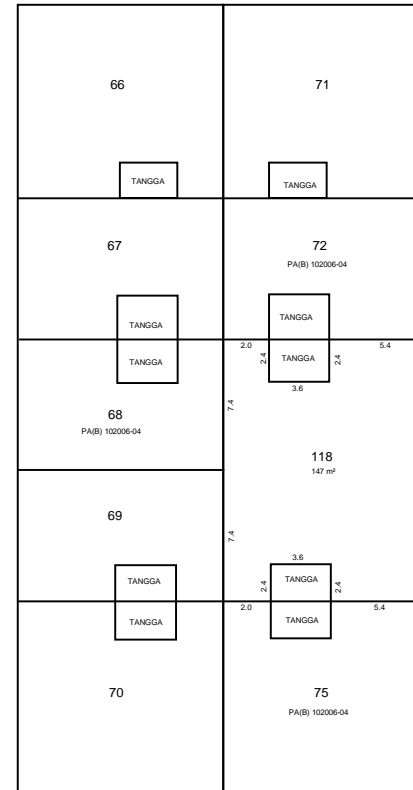 66
71
TANGGA
TANGGA
67
72
PA(B) 102006-04
TANGGA
TANGGA
2.0
5.4
TANGGA
2.4
TANGGA
2.4
3.6
7.4
68
PA(B) 102006-04
118
147 m²
69
7.4
3.6
TANGGA
2.4
TANGGA
2.4
2.0
5.4
TANGGA
TANGGA
70
75
PA(B) 102006-04